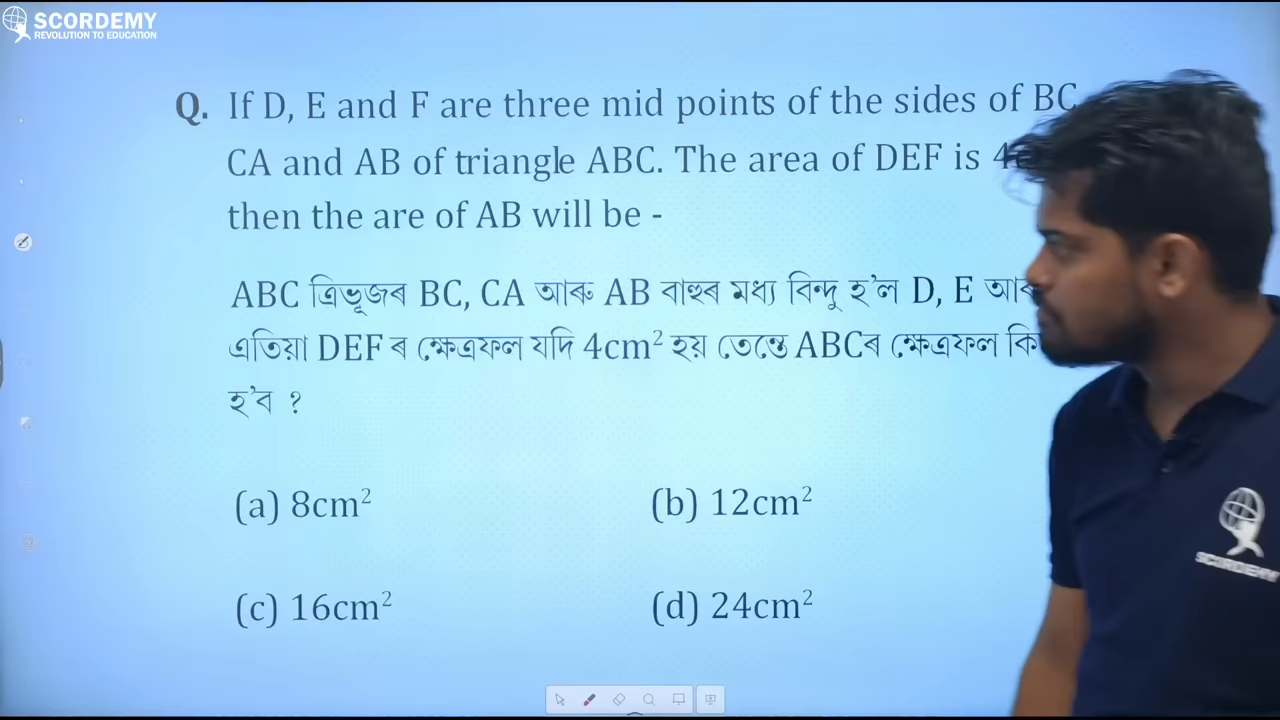 SCORDEMY
REVOLUTION TO EDUCATION
Q. If D, E and F are three mid points of the sides of BC
CA and AB of triangle ABC. The area of DEF is
then the are of AB will be -
ABC ত্ৰিভূজৰ BC, CA আৰু AB বাহুৰ মধ্য বিন্দু হ'ল D, E
এতিয়া DEF ৰ ক্ষেত্ৰফল যদি 4cm² হয় তেন্তে ABCৰ ক্ষেত্ৰফল
হ'ব ?
(a) 8cm²
(b) 12cm²
(c) 16cm²
(d) 24cm²
SCORDEMY